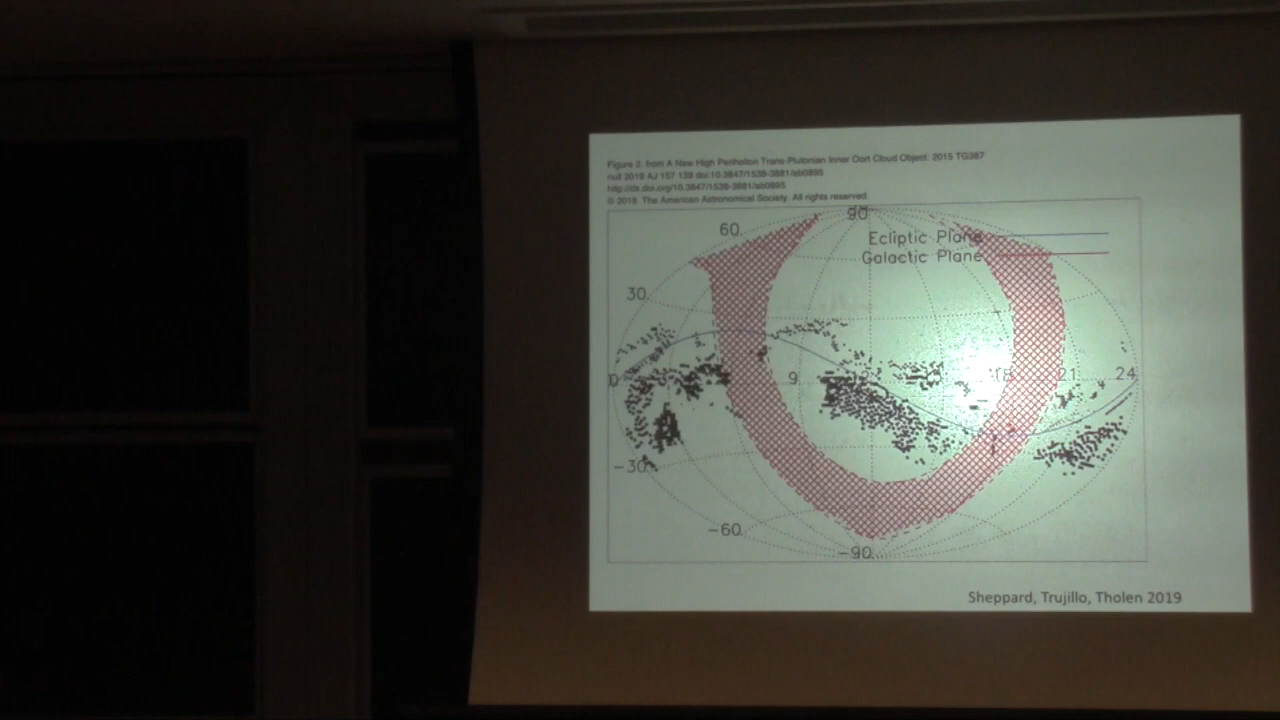 Figure 2. from A New High Perihelion Trans-Plutonian Inner Oort Cloud Object: 2015 TG387
null 2019 AJ 157 139 doi:10.3847/1538-3881/ab0895
http://dx.doi.org/10.3847/1538-3881/ab0895
© 2019. The American Astronomical Society. All rights reserved.
90
60
Ecliptic Plane
Galactic Plane
30
0
9
12
18
21
24
-30
-60
-90
Sheppard, Trujillo, Tholen 2019